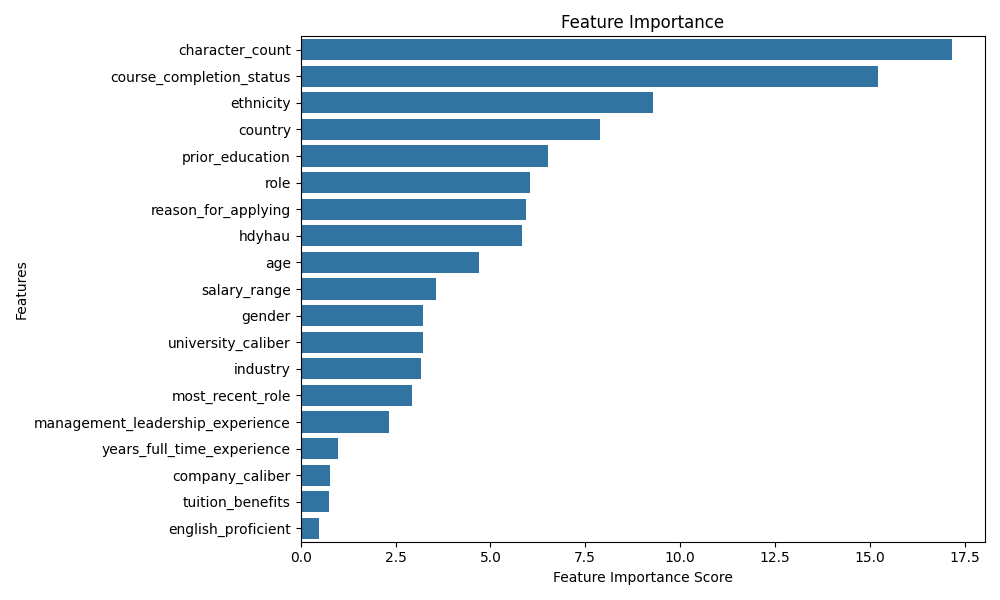 Feature Importance
character_count
course_completion_status
ethnicity
country
prior_education
role
reason_for_applying
hdyhau
age
salary_range
gender
university_caliber
industry
most_recent_role
management_leadership_experience
years_full_time_experience
company_caliber
tuition_benefits
english_proficient
Features
0.0 2.5 5.0 7.5 10.0 12.5 15.0 17.5
Feature Importance Score